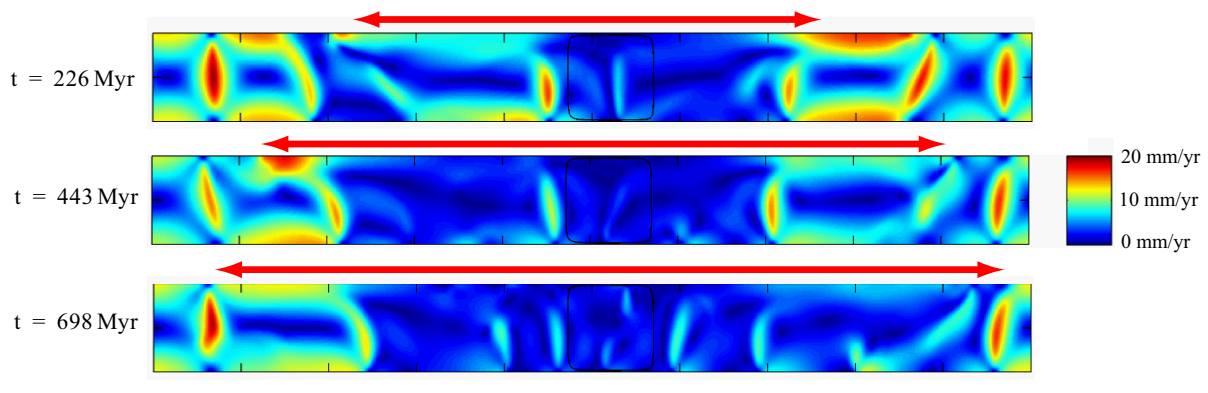 t = 226 Myr
20 mm/yr
t = 443 Myr
10 mm/yr
0 mm/yr
t = 698 Myr